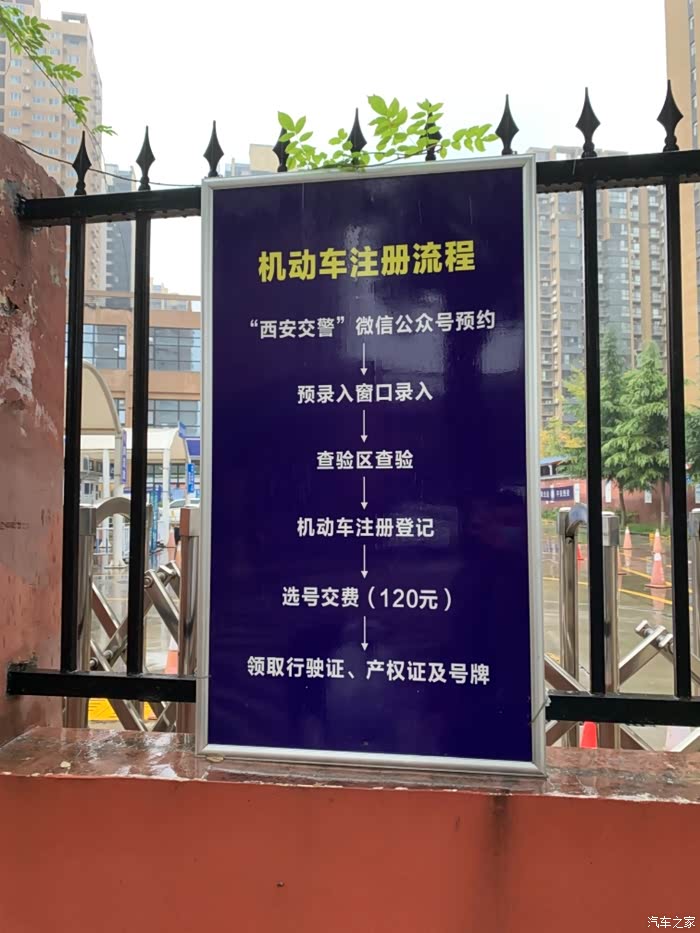 机动车注册流程
“西安交警”微信公众号预约
预录入窗口录入
查验区查验
机动车注册登记
选号交费（120元）
领取行驶证、产权证及号牌
汽车之家